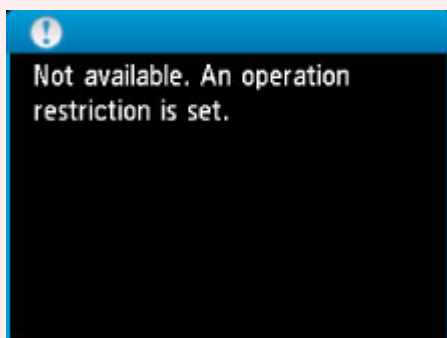 Not available. An operation
restriction is set.